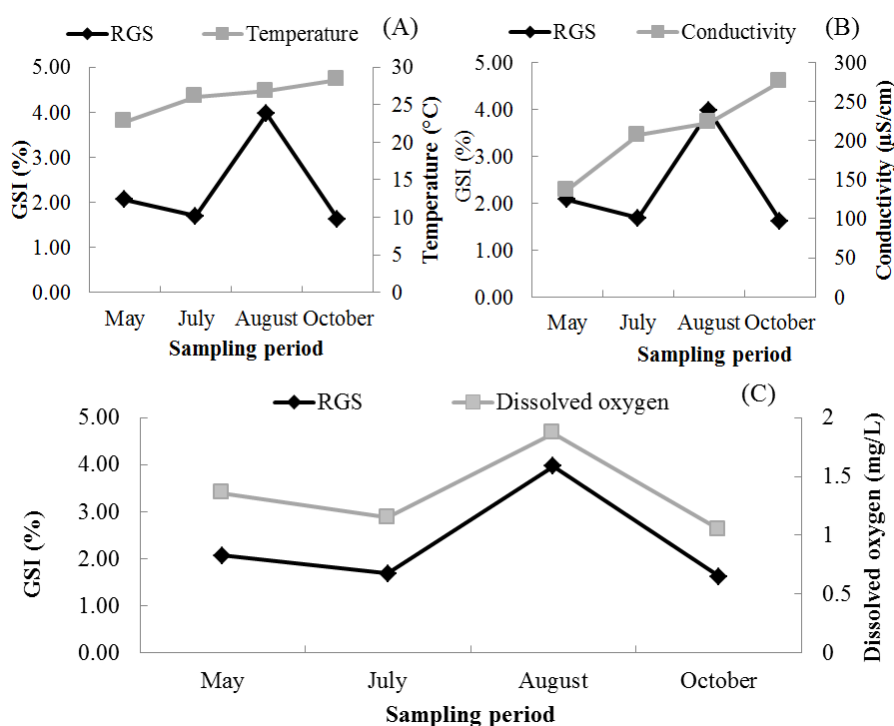 RGS Temperature (A)
5.00 30
4.00 25
3.00 20
2.00 15
1.00 10
0.00 5
0
GSI (%)
Temperature (°C)
May July August October
Sampling period
RGS Conductivity (B)
5.00 300
4.00 250
3.00 200
2.00 150
1.00 100
0.00 50
0
GSI (%)
Conductivity (µS/cm)
May July August October
Sampling period
RGS Dissolved oxygen (C)
5.00 2
4.00 1.5
3.00 1
2.00 0.5
1.00 0
0.00
GSI (%)
Dissolved oxygen (mg/L)
May July August October
Sampling period